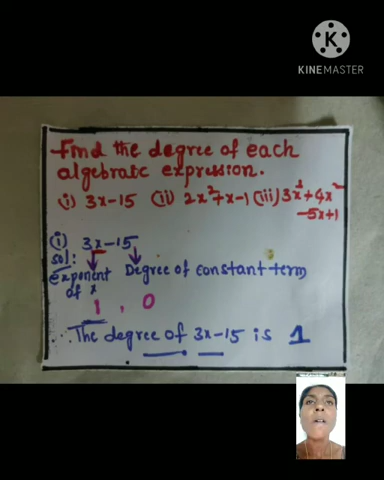 KINEMASTER
Find the degree of each
algebraic expression.
(i) 3x-15 (ii) 2x²+x-1 (iii) 3x³+4x²
-5x+1
(i) 3x-15
Sol:
exponent Degree of constant term
of x
1, 0
∴ The degree of 3x-15 is 1